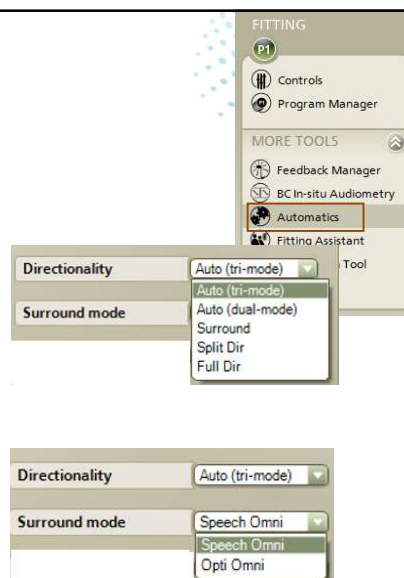 FITTING
P1
Controls
Program Manager
MORE TOOLS
Feedback Manager
BC In-situ Audiometry
Automatics
Fitting Assistant
Tool
Directionality Auto (tri-mode)
Auto (tri-mode)
Auto (dual-mode)
Surround mode Surround
Split Dir
Full Dir
Directionality Auto (tri-mode)
Surround mode Speech Omni
Speech Omni
Opti Omni